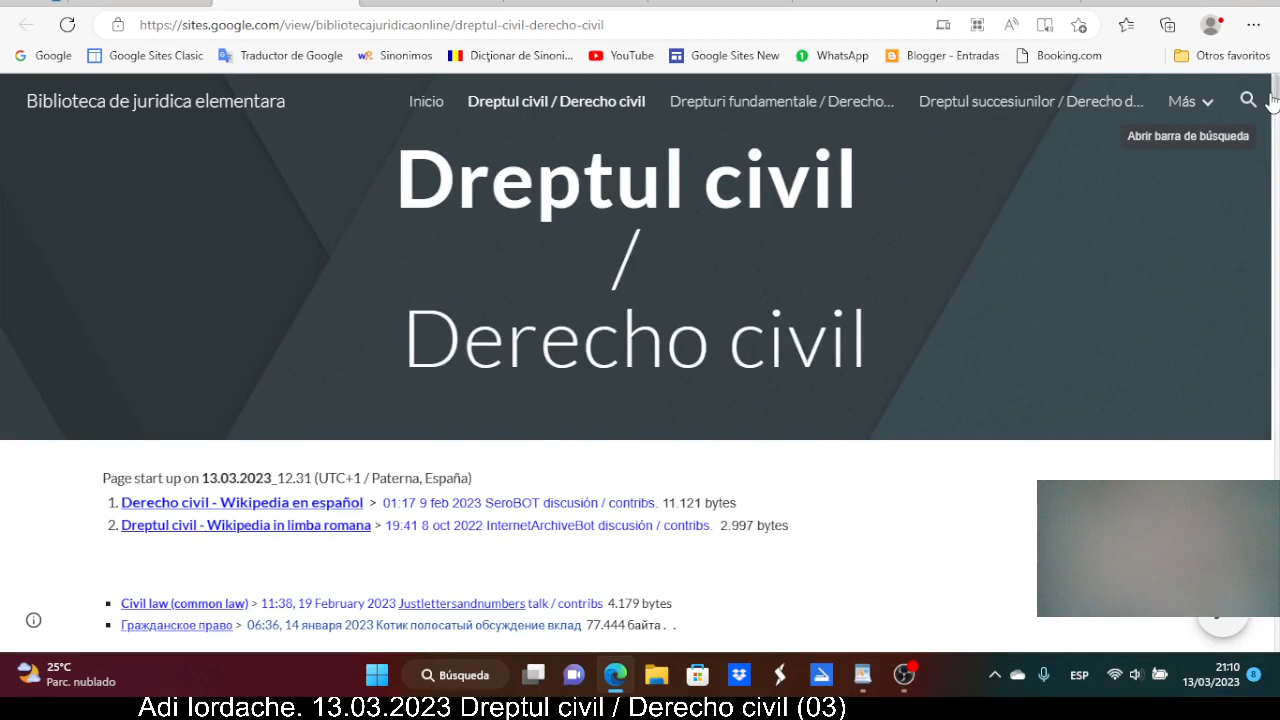 https://sites.google.com/view/bibliotecajuridicaonline/dreptul-civil-derecho-civil
Google Google Sites Clasic Traductor de Google Sinonimos Dicţionar de Sinoni... YouTube Google Sites New WhatsApp Blogger - Entradas Booking.com Otros favoritos
Biblioteca de juridica elementara Inicio Dreptul civil / Derecho civil Drepturi fundamentale / Derecho... Dreptul succesiunilor / Derecho d... Más
Abrir barra de búsqueda
Dreptul civil
/
Derecho civil
Page start up on 13.03.2023_12.31 (UTC+1 / Paterna, España)
1. Derecho civil - Wikipedia en español > 01:17 9 feb 2023 SeroBOT discusión / contribs. 11.121 bytes
2. Dreptul civil - Wikipedia in limba romana > 19:41 8 oct 2022 InternetArchiveBot discusión / contribs. 2.997 bytes
Civil law (common law) > 11:38, 19 February 2023 Justlettersandnumbers talk / contribs 4.179 bytes
Гражданское право > 06:36, 14 января 2023 Котик полосатый обсуждение вклад 77.444 байта . .
25°C
Parc. nublado
Búsqueda
ESP
21:10
13/03/2023
8
Adi Iordache. 13.03.2023 Dreptul civil / Derecho civil (03)